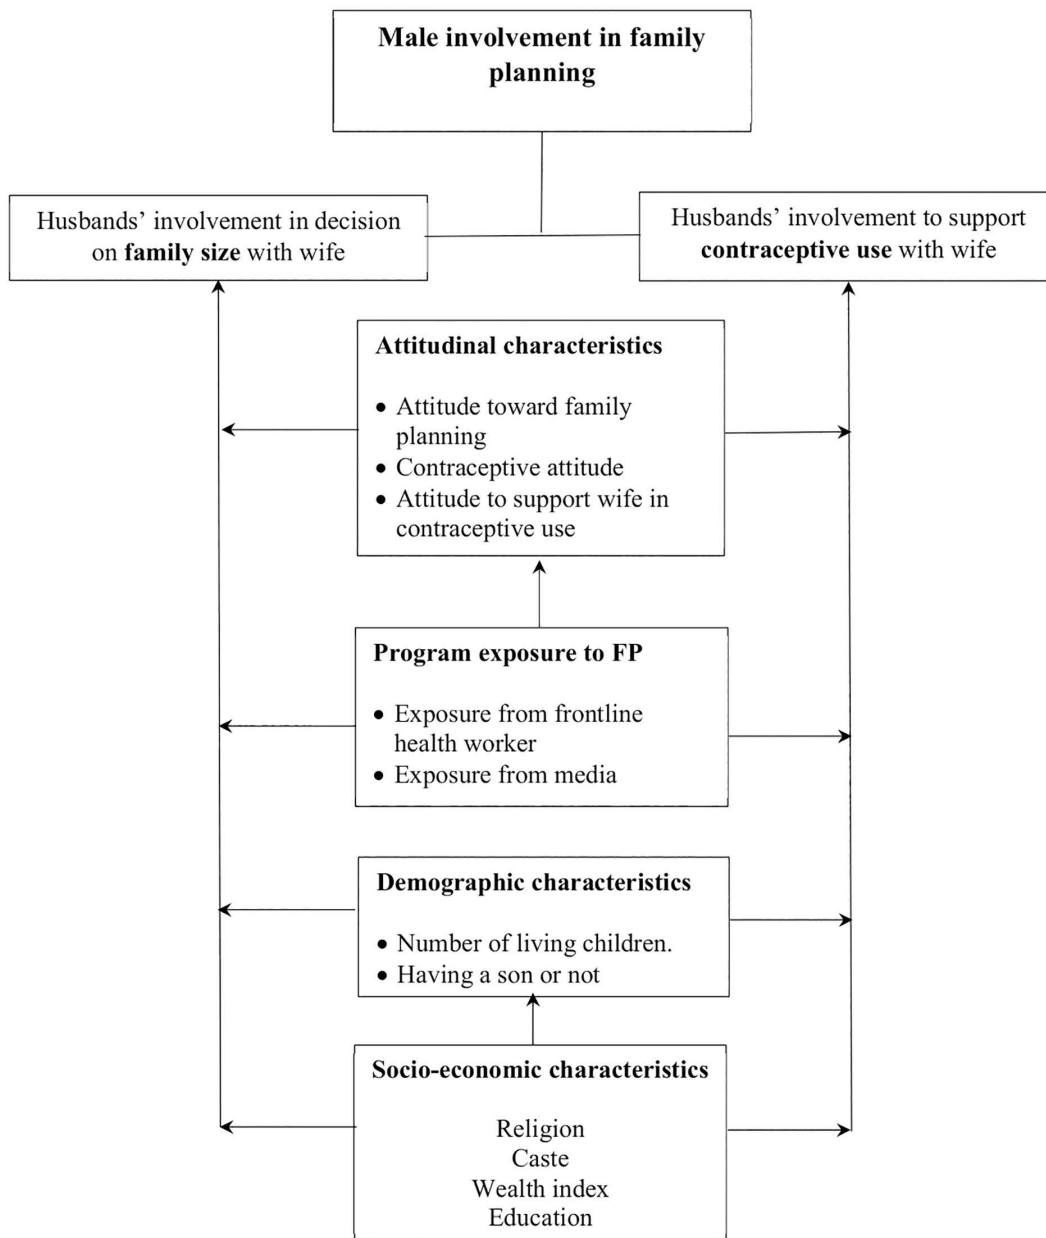 Male involvement in family
planning
Husbands’ involvement in decision
on family size with wife
Husbands’ involvement to support
contraceptive use with wife
Attitudinal characteristics
• Attitude toward family
planning
• Contraceptive attitude
• Attitude to support wife in
contraceptive use
Program exposure to FP
• Exposure from frontline
health worker
• Exposure from media
Demographic characteristics
• Number of living children.
• Having a son or not
Socio-economic characteristics
Religion
Caste
Wealth index
Education